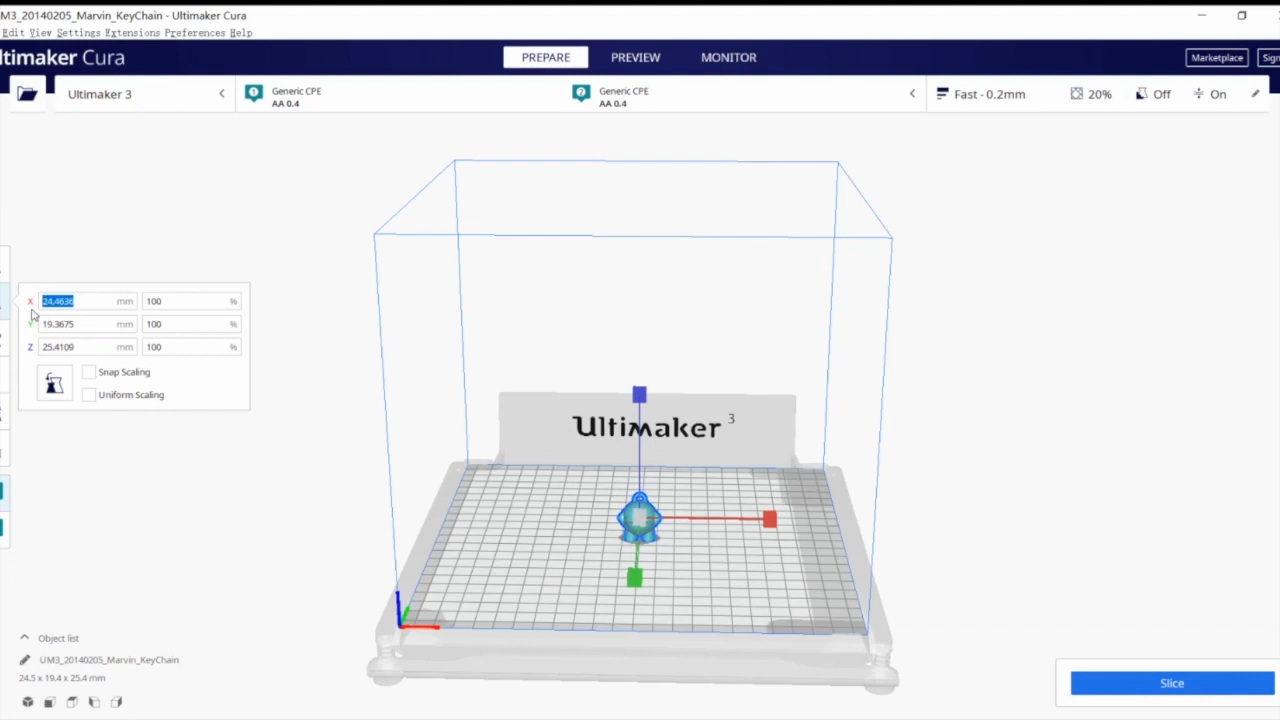 UM3_20140205_Marvin_KeyChain - Ultimaker Cura
Edit View Settings Extensions Preferences Help
ltimaker Cura
PREPARE
PREVIEW
MONITOR
Marketplace
Sign
Ultimaker 3
1
Generic CPE
AA 0.4
2
Generic CPE
AA 0.4
Fast - 0.2mm
20%
Off
On
X 24.4636 mm 100 %
Y 19.3675 mm 100 %
Z 25.4109 mm 100 %
Snap Scaling
Uniform Scaling
Ultimaker 3
Object list
UM3_20140205_Marvin_KeyChain
24.5 x 19.4 x 25.4 mm
Slice